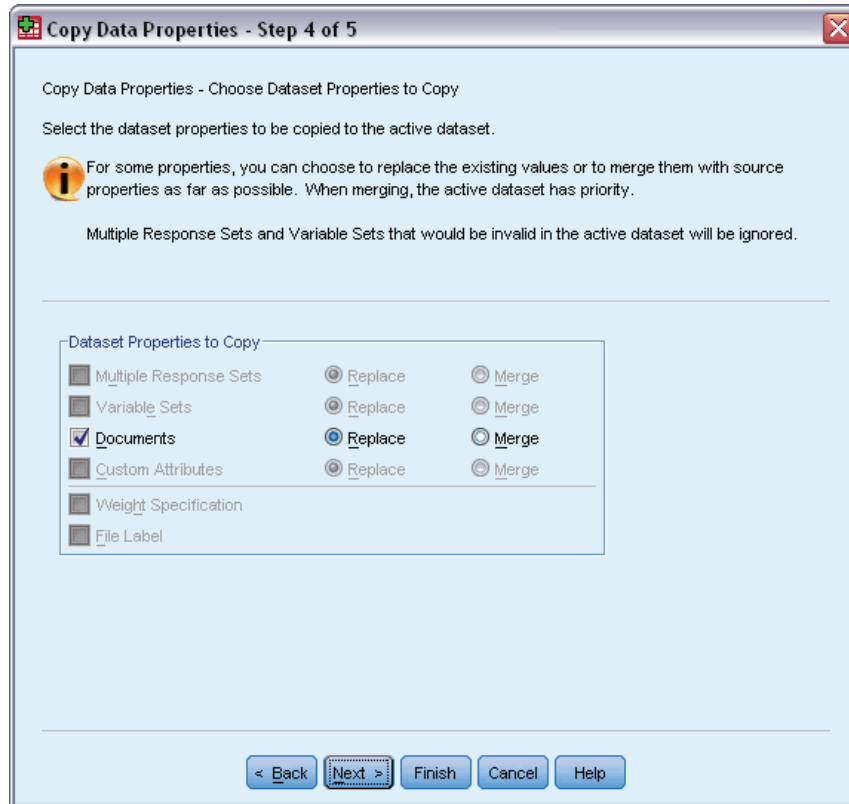 Copy Data Properties - Step 4 of 5
Copy Data Properties - Choose Dataset Properties to Copy
Select the dataset properties to be copied to the active dataset.
For some properties, you can choose to replace the existing values or to merge them with source
properties as far as possible. When merging, the active dataset has priority.
Multiple Response Sets and Variable Sets that would be invalid in the active dataset will be ignored.
Dataset Properties to Copy
Multiple Response Sets Replace Merge
Variable Sets Replace Merge
Documents Replace Merge
Custom Attributes Replace Merge
Weight Specification
File Label
< Back Next > Finish Cancel Help